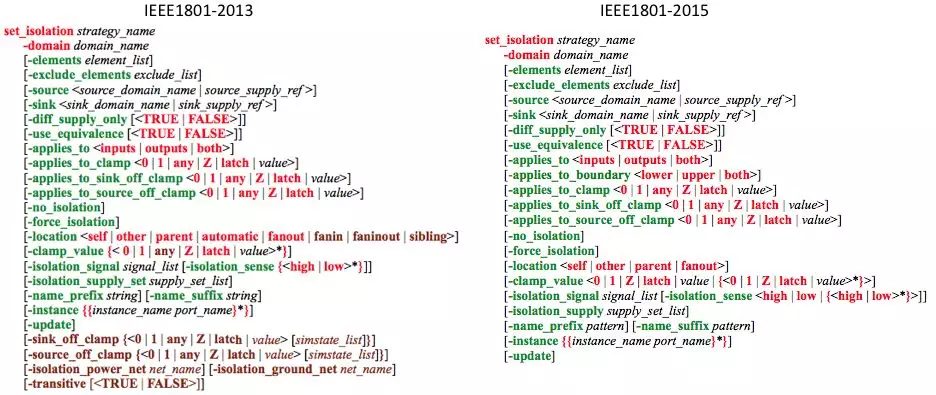 IEEE1801-2013
set_isolation strategy_name
-domain domain_name
[-elements element_list]
[-exclude_elements exclude_list]
[-source <source_domain_name | source_supply_ref >]
[-sink <sink_domain_name | sink_supply_ref >]
[-diff_supply_only [<TRUE | FALSE>]]
[-use_equivalence [<TRUE | FALSE>]]
[-applies_to <inputs | outputs | both>]
[-applies_to_clamp <0 | 1 | any | Z | latch | value>]
[-applies_to_sink_off_clamp <0 | 1 | any | Z | latch | value>]
[-applies_to_source_off_clamp <0 | 1 | any | Z | latch | value>]
[-no_isolation]
[-force_isolation]
[-location <self | other | parent | automatic | fanout | fanin | faninout | sibling>]
[-clamp_value {< 0 | 1 | any | Z | latch | value>*}]
[-isolation_signal signal_list [-isolation_sense {<high | low>*}]]
[-isolation_supply_set supply_set_list]
[-name_prefix string] [-name_suffix string]
[-instance {{instance_name port_name}*}]
[-update]
[-sink_off_clamp {<0 | 1 | any | Z | latch | value> [simstate_list]}]
[-source_off_clamp {<0 | 1 | any | Z | latch | value> [simstate_list]}]
[-isolation_power_net net_name] [-isolation_ground_net net_name]
[-transitive [<TRUE | FALSE>]]
IEEE1801-2015
set_isolation strategy_name
-domain domain_name
[-elements element_list]
[-exclude_elements exclude_list]
[-source <source_domain_name | source_supply_ref >]
[-sink <sink_domain_name | sink_supply_ref >]
[-diff_supply_only [<TRUE | FALSE>]]
[-use_equivalence [<TRUE | FALSE>]]
[-applies_to <inputs | outputs | both>]
[-applies_to_boundary <lower | upper | both>]
[-applies_to_clamp <0 | 1 | any | Z | latch | value>]
[-applies_to_sink_off_clamp <0 | 1 | any | Z | latch | value>]
[-applies_to_source_off_clamp <0 | 1 | any | Z | latch | value>]
[-no_isolation]
[-force_isolation]
[-location <self | other | parent | fanout>]
[-clamp_value <0 | 1 | Z | latch | value | {<0 | 1 | Z | latch | value>*}>]
[-isolation_signal signal_list [-isolation_sense <high | low | {<high | low>*}>]]
[-isolation_supply supply_set_list]
[-name_prefix pattern] [-name_suffix pattern]
[-instance {{instance_name port_name}*}]
[-update]